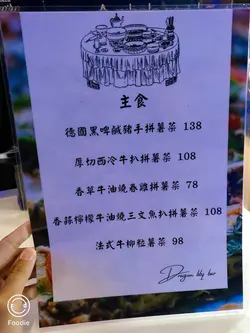 主食
德國黑啤鹹豬手拼薯菜 138
厚切西冷牛扒拼薯菜 108
香草牛油燒春雞拼薯菜 78
香蒜檸檬牛油燒三文魚扒拼薯菜 108
法式牛柳粒薯菜 98
Dragon lily bar
Foodie